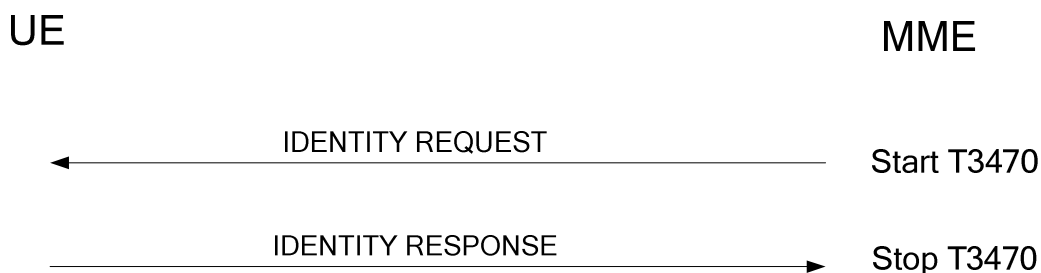 UE
MME
IDENTITY REQUEST
Start T3470
IDENTITY RESPONSE
Stop T3470